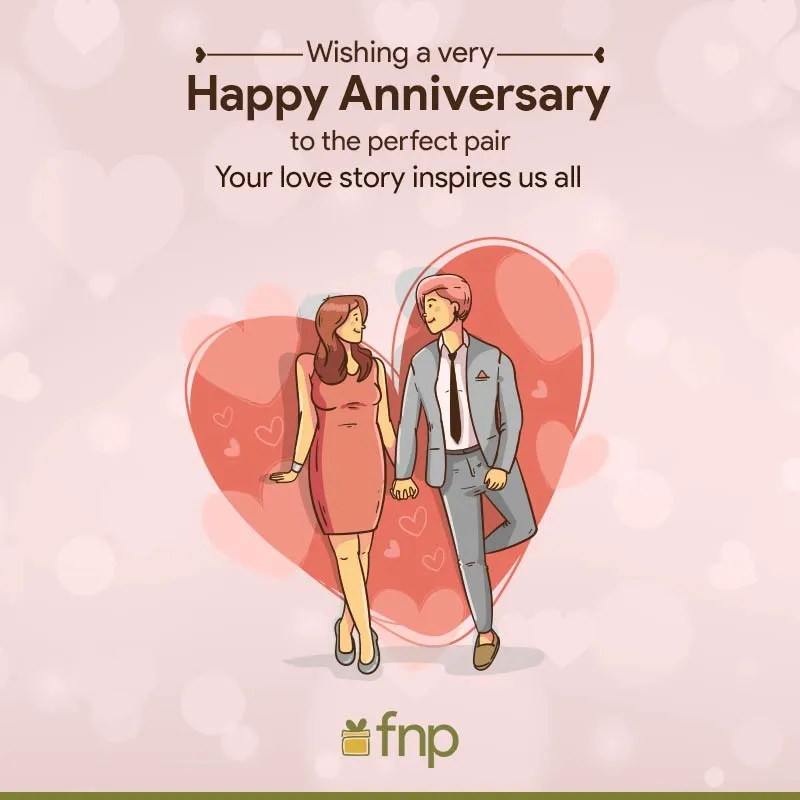 Wishing a very
Happy Anniversary
to the perfect pair
Your love story inspires us all
fnp